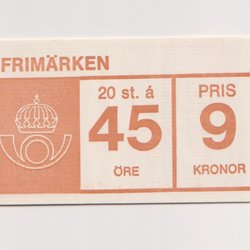 FRIMÄRKEN
20 st. á
45
ÖRE
PRIS
9
KRONOR